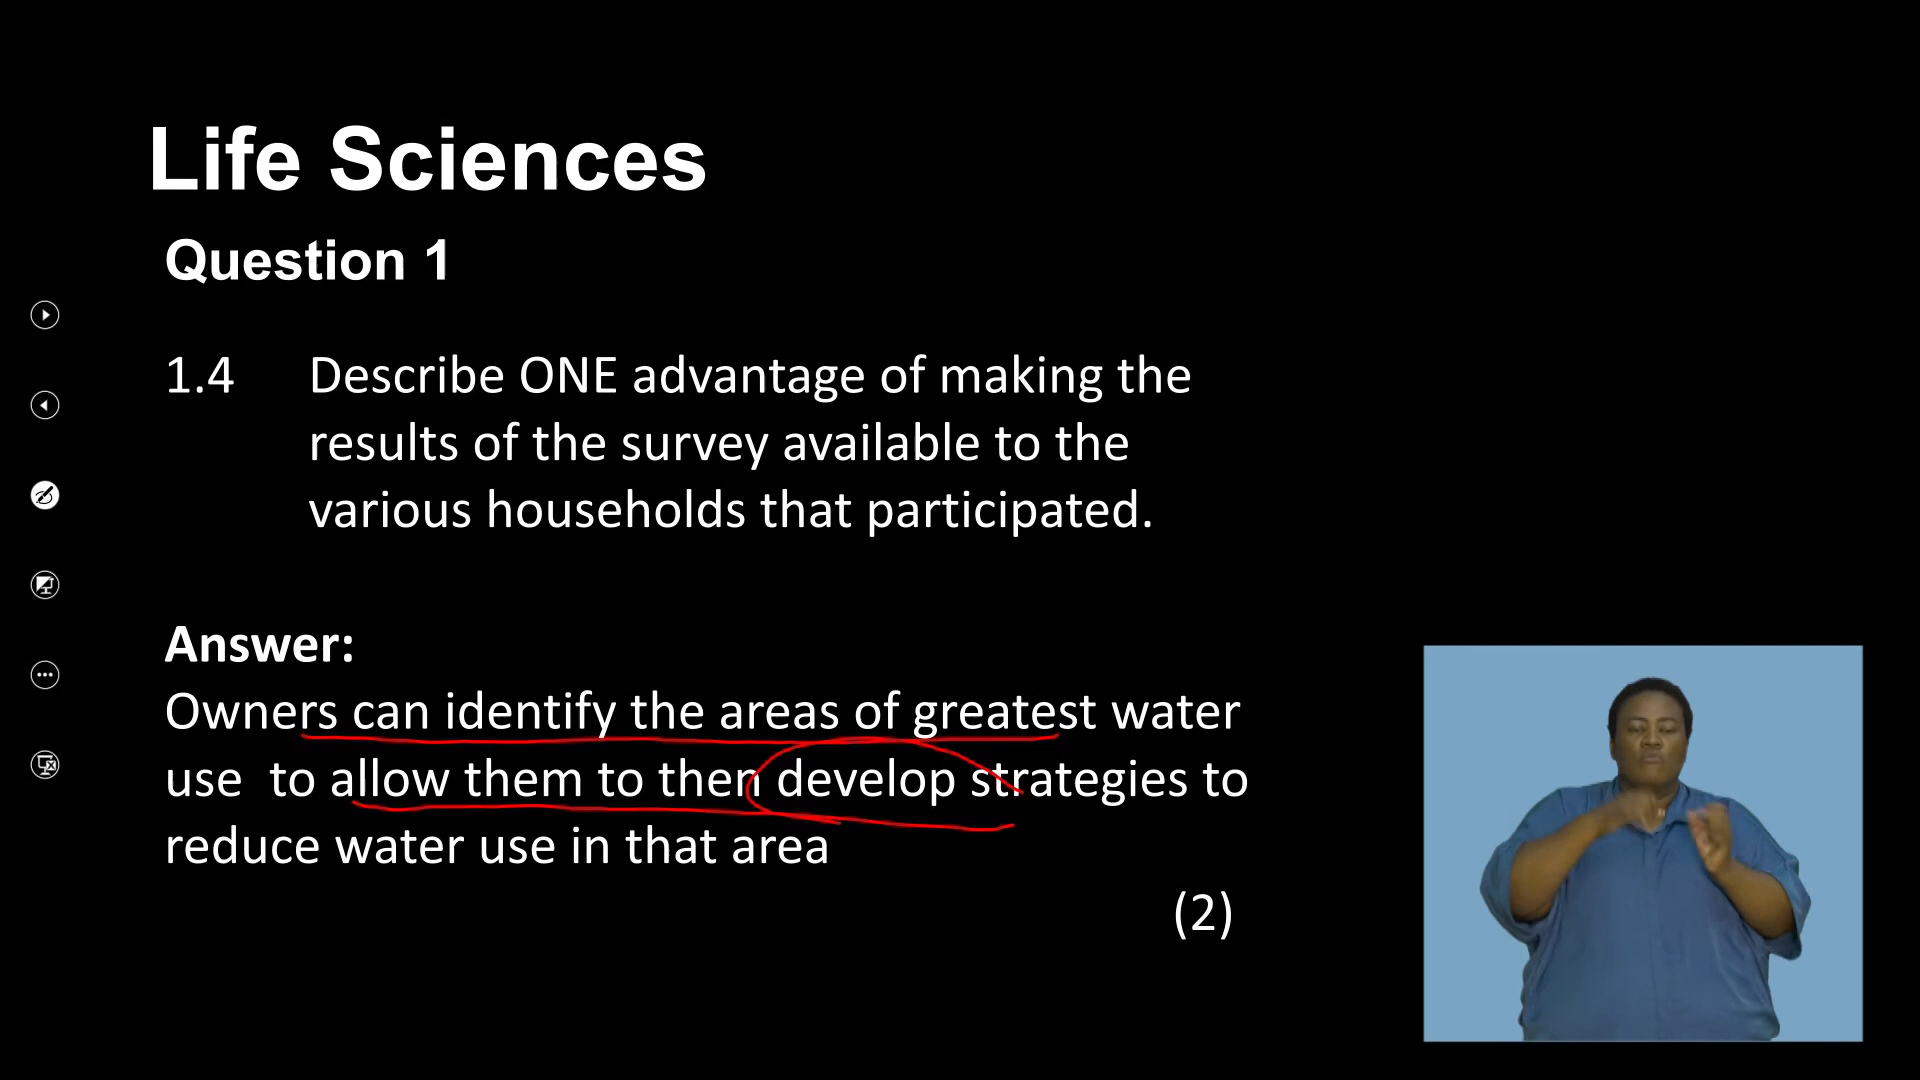 Life Sciences
Question 1
1.4 Describe ONE advantage of making the
results of the survey available to the
various households that participated.
Answer:
Owners can identify the areas of greatest water
use  to allow them to then develop strategies to
reduce water use in that area
(2)